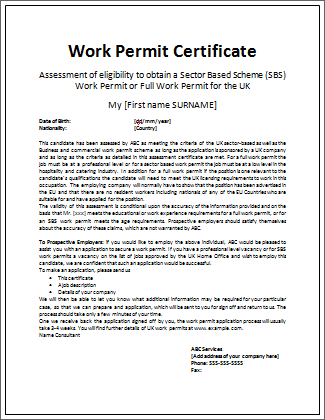 Work Permit Certificate
Assessment of eligibility to obtain a Sector Based Scheme (SBS)
Work Permit or Full Work Permit for the UK
My [First name SURNAME]
Date of Birth: [dd/mm/year]
Nationality: [Country]
This candidate has been assessed by ABC as meeting the criteria of the UK sector-based as well as the
Business and commercial work permit scheme as long as the application is sponsored by a UK company
and as long as the criteria as detailed in this assessment certificate are met. For a full work permit the
job must be at a professional level or for a sector based work permit the job must be at a low level in the
hospitality and catering industry. In addition for a full work permit if the position is one relevant to the
candidate's qualifications the candidate will need to meet the UK licensing requirements to work in this
occupation. The employing company will normally have to show that the position has been advertised in
the EU and that there are no resident workers including nationals of any of the EU Countries who are
suitable for and have applied for the position.
The validity of this assessment is conditional upon the accuracy of the information provided and on the
basis that Mr. [xxx] meets the educational or work experience requirements for a full work permit, or for
an SBS work permit meets the age requirements. Prospective employers should satisfy themselves
about the accuracy of these claims, which are not warranted by ABC.
To Prospective Employers: If you would like to employ the above individual, ABC would be pleased to
assist you with an application to secure a work permit. If you have a professional level vacancy or for SBS
work permits a vacancy on the list of jobs approved by the UK Home Office and wish to employ this
candidate, we are confident that such an application would be successful.
To make an application, please send us
• This certificate
• A job description
• Details of your company
We will then be able to let you know what additional information may be required for your particular
case, so that we can prepare and application, which will be sent to you for sign off and return to us. The
process should take only a few minutes of your time.
One we receive back the application signed off by you, the work permit application process will usually
take 3-4 weeks. You will find further details of UK work permits at www. example.com.
Name Consultant
ABC Services
[Add address of your company here]
Phone: 555-55-5555
Fax: